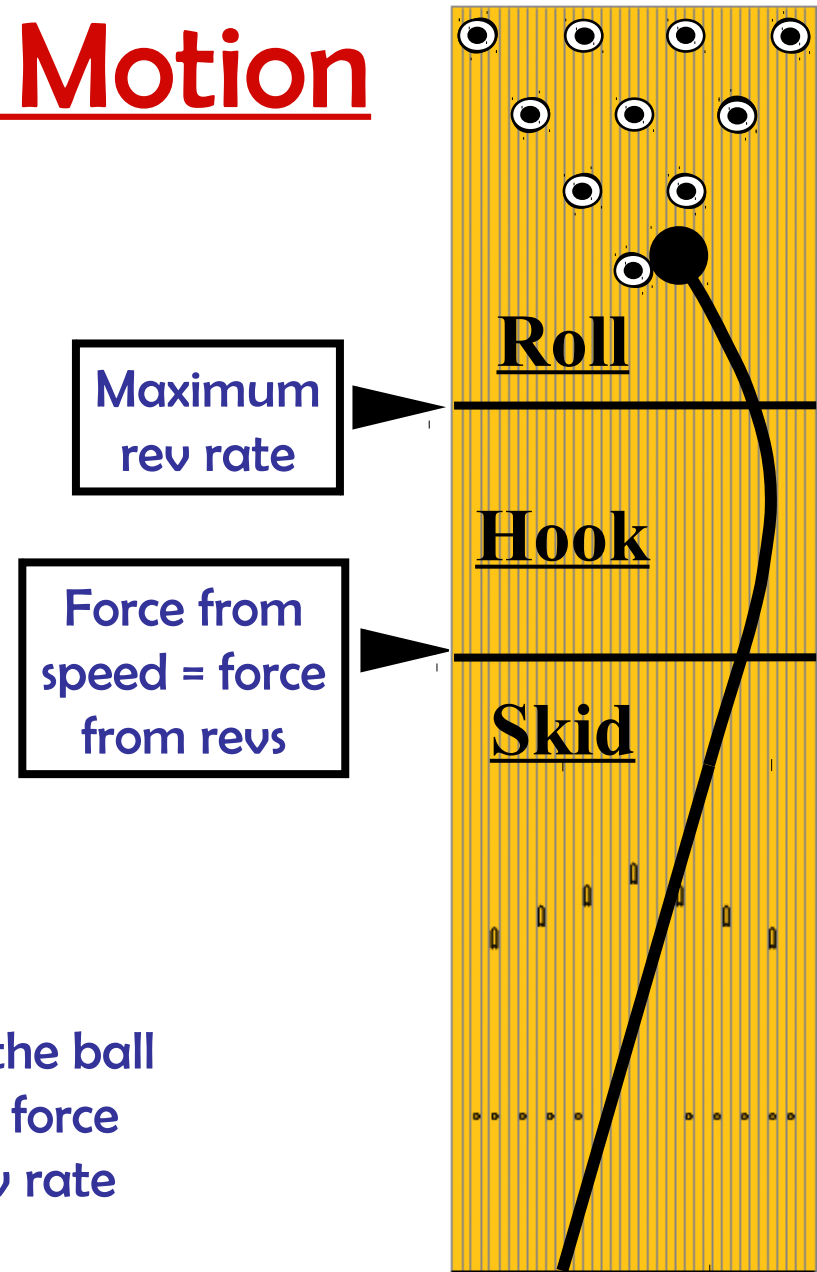 Motion
Roll
Maximum
rev rate
Hook
Force from
speed = force
from revs
Skid
the ball
force
rate